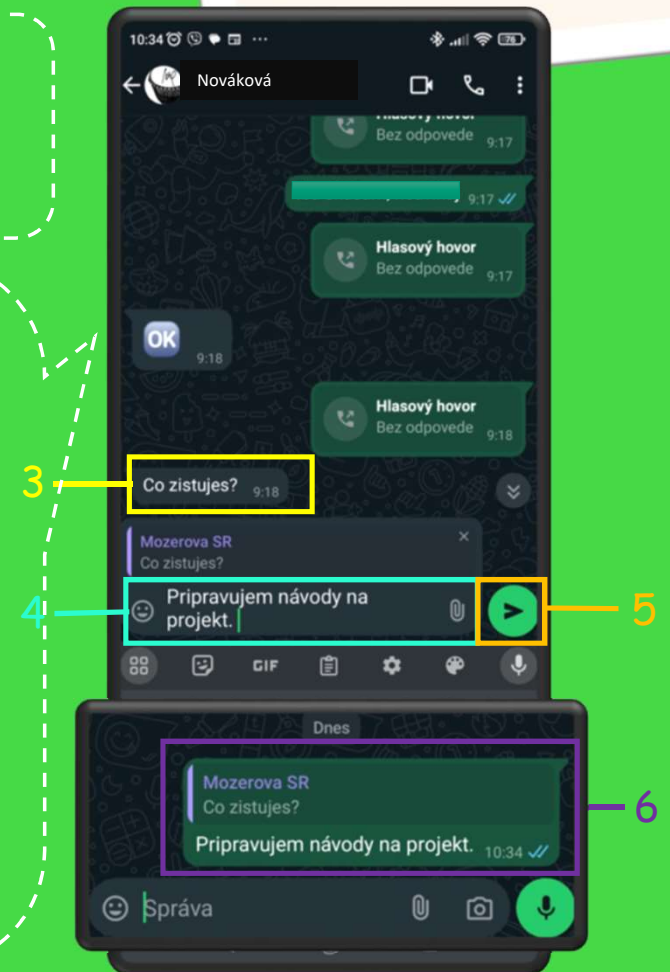 10:34
76
Nováková
Bez odpovede 9:17
9:17
Hlasový hovor
Bez odpovede 9:17
OK
9:18
Hlasový hovor
Bez odpovede 9:18
3
Co zistujes? 9:18
Mozerova SR
Co zistujes?
4
Pripravujem návody na
projekt.
5
GIF
Dnes
Mozerova SR
Co zistujes?
6
Pripravujem návody na projekt. 10:34
Správa